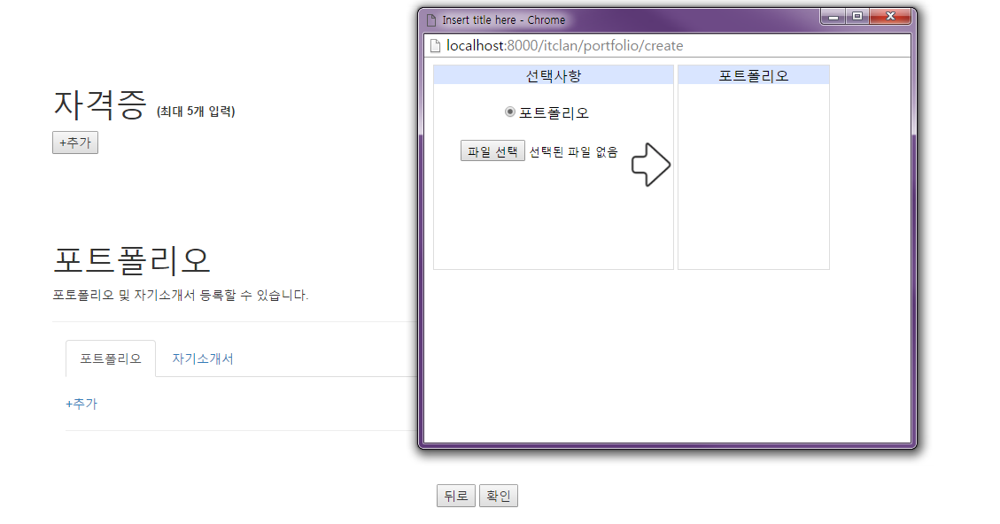 자격증 (최대 5개 입력)
+추가
포트폴리오
포토폴리오 및 자기소개서 등록할 수 있습니다.
포트폴리오 자기소개서
+추가
뒤로 확인
Insert title here - Chrome
localhost:8000/itclan/portfolio/create
선택사항 포트폴리오
포트폴리오
파일 선택 선택된 파일 없음